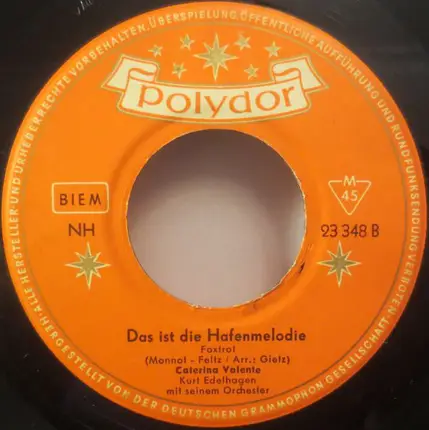 ALLE HERSTELLER- UND URHEBERRECHTE VORBEHALTEN. ÜBERSPIELUNG, ÖFFENTLICHE AUFFÜHRUNG UND RUNDFUNKSENDUNG VERBOTEN
polydor
BIEM
M
45
NH
23 348 B
Das ist die Hafenmelodie
Foxtrot
(Monnot - Feltz / Arr.: Gietz)
Caterina Valente
Kurt Edelhagen
mit seinem Orchester
HERGESTELLT VON DER DEUTSCHEN GRAMMOPHON GESELLSCHAFT